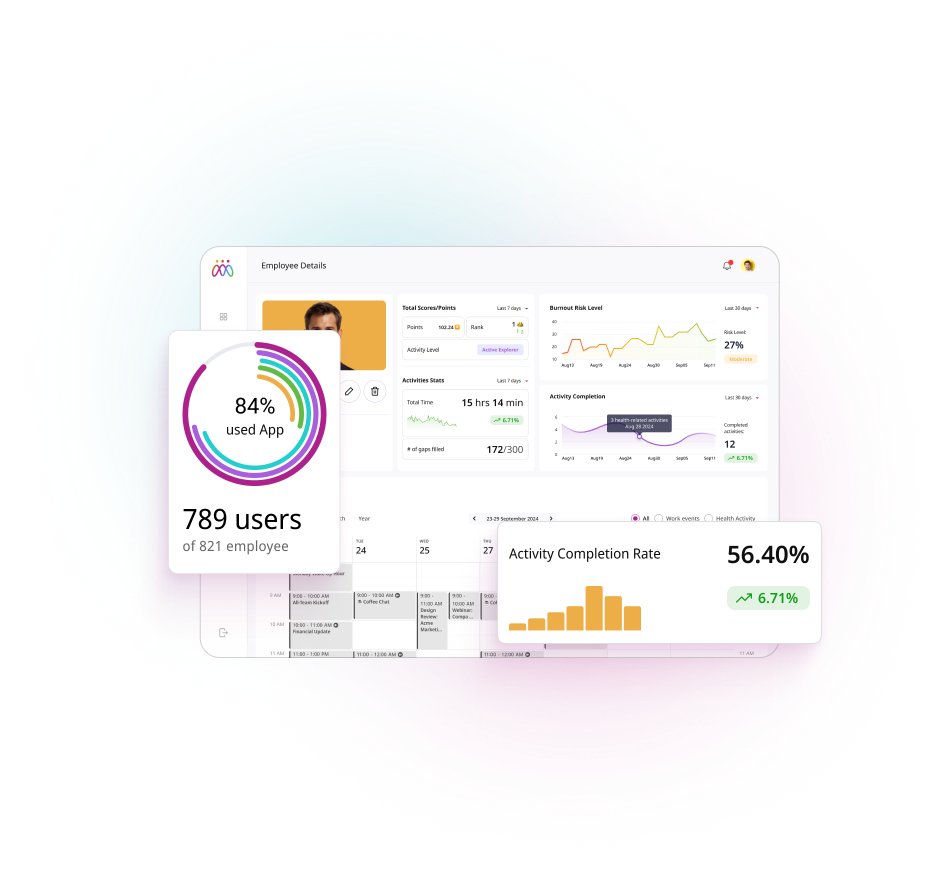 Employee Details
Total Scores/Points
Last 7 days
Points
102.24
Rank
1
3
Activity Level
Active Explorer
Activities Stats
Last 7 days
Total Time
15 hrs 14 min
6.71%
# of gaps filled
172/300
Burnout Risk Level
Last 30 days
40
30
20
10
Aug13
Aug19
Aug24
Aug30
Sep05
Sep11
Risk Level:
27%
Moderate
Activity Completion
Last 30 days
6
4
2
0
3 health-related activities
Aug 28 2024
Aug13
Aug19
Aug24
Aug30
Sep05
Sep11
Completed
activities:
12
6.71%
84%
used App
789 users
of 821 employee
Year
23-29 September 2024
All
Work events
Health Activity
TUE
24
WED
25
THU
27
9 AM
9:00 - 10:00 AM
All-Team Kickoff
9:00 - 10:00 AM
Coffee Chat
9:00 -
11:00 AM
Design
Review:
Acme
Marketi...
9:00 -
10:00 AM
Webinar:
Compa ...
10 AM
10:00 - 11:00 AM
Financial Update
11 AM
11:00 - 1:00 PM
11:00 - 12:00 AM
11:00 - 12:00 AM
11 AM
Activity Completion Rate
56.40%
6.71%